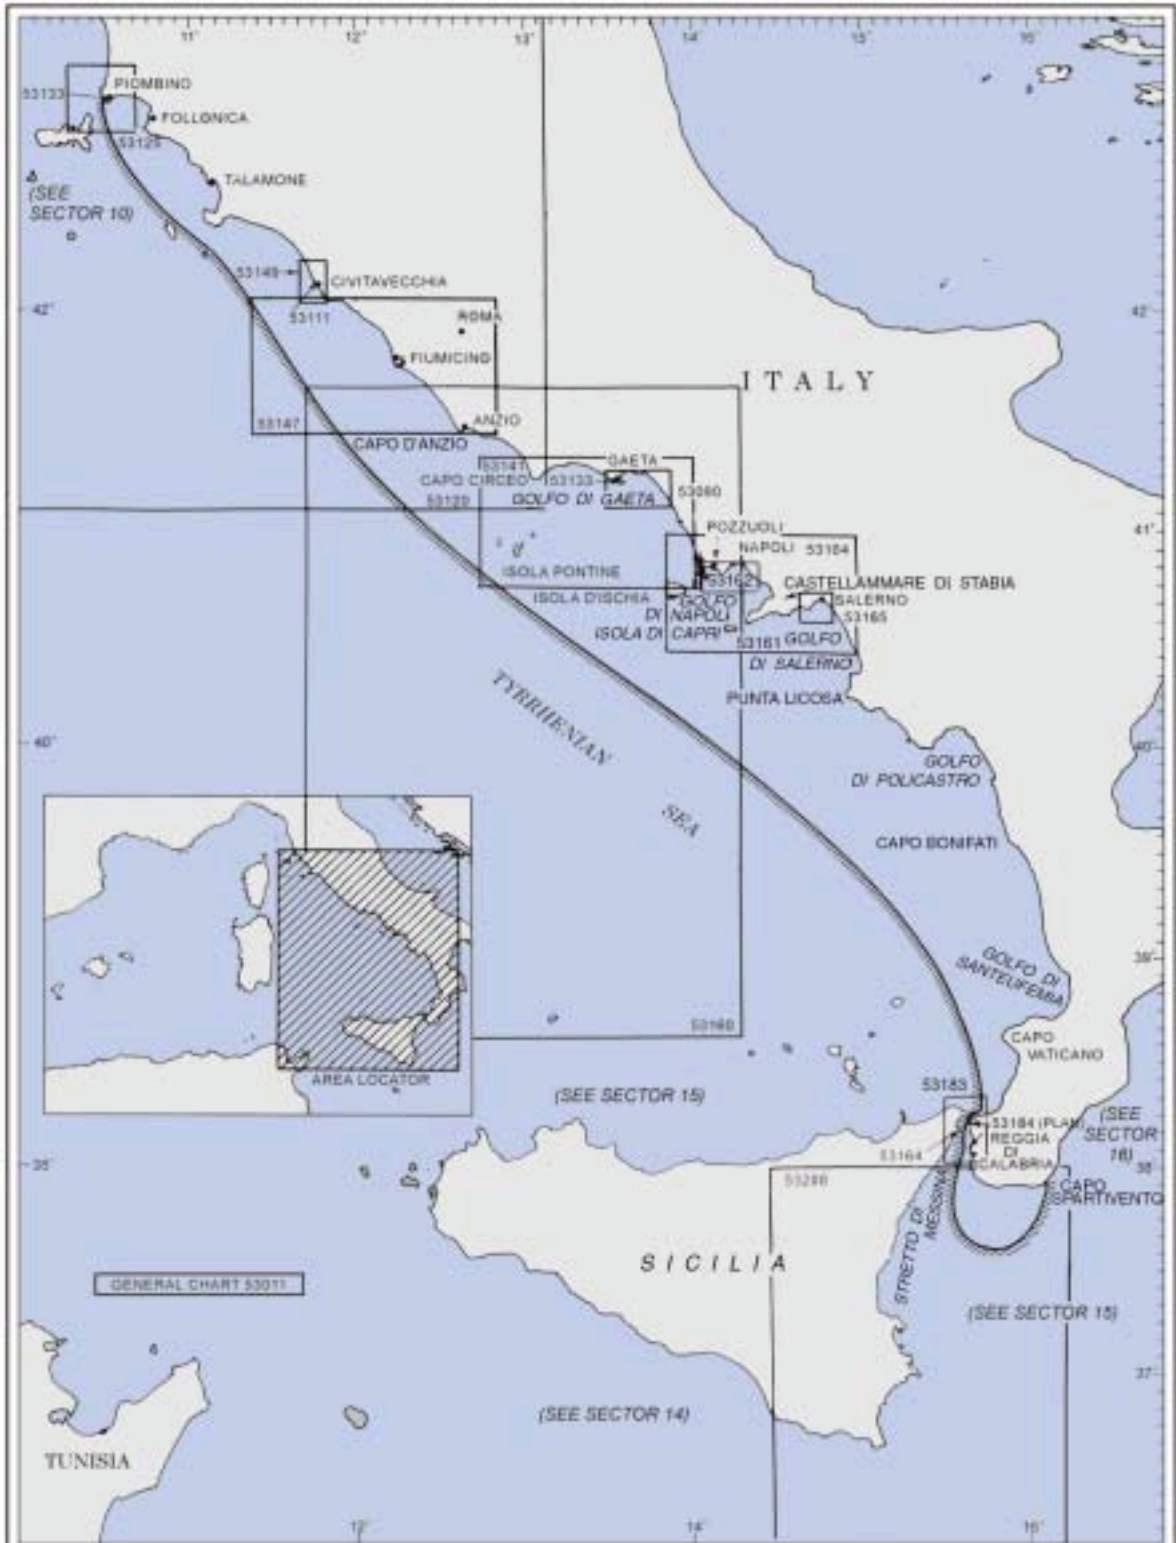 11°
12°
13°
14°
15°
16°
53133
PIOMBINO
FOLLONICA
53125
TALAMONE
(SEE
SECTOR 10)
53149
CIVITAVECCHIA
42°
53111
ROMA
42°
FIUMICINO
ITALY
53147
ANZIO
CAPO D'ANZIO
53141
GAETA
CAPO CIRCEO
53133
53080
GOLFO DI GAETA
53120
41°
POZZUOLI
NAPOLI
53184
ISOLA PONTINE
53162
CASTELLAMMARE DI STABIA
ISOLA D'ISCHIA
GOLFO
DI NAPOLI
SALERNO
53165
ISOLA DI CAPRI
53161
GOLFO
DI SALERNO
TYRRHENIAN
SEA
PUNTA LICOSA
40°
40°
GOLFO
DI POLICASTRO
CAPO BONIFATI
GOLFO DI
SANTEUFEMIA
39°
53160
CAPO
VATICANO
AREA LOCATOR
(SEE SECTOR 15)
53183
53184 (PLAN)
(SEE
SECTOR
16)
REGGIA
DI
CALABRIA
53164
38°
38°
53200
CAPO
SPARTIVENTO
STRETTO DI
MESSINA
SICILIA
GENERAL CHART 53011
(SEE SECTOR 15)
37°
(SEE SECTOR 14)
TUNISIA
12°
14°
16°